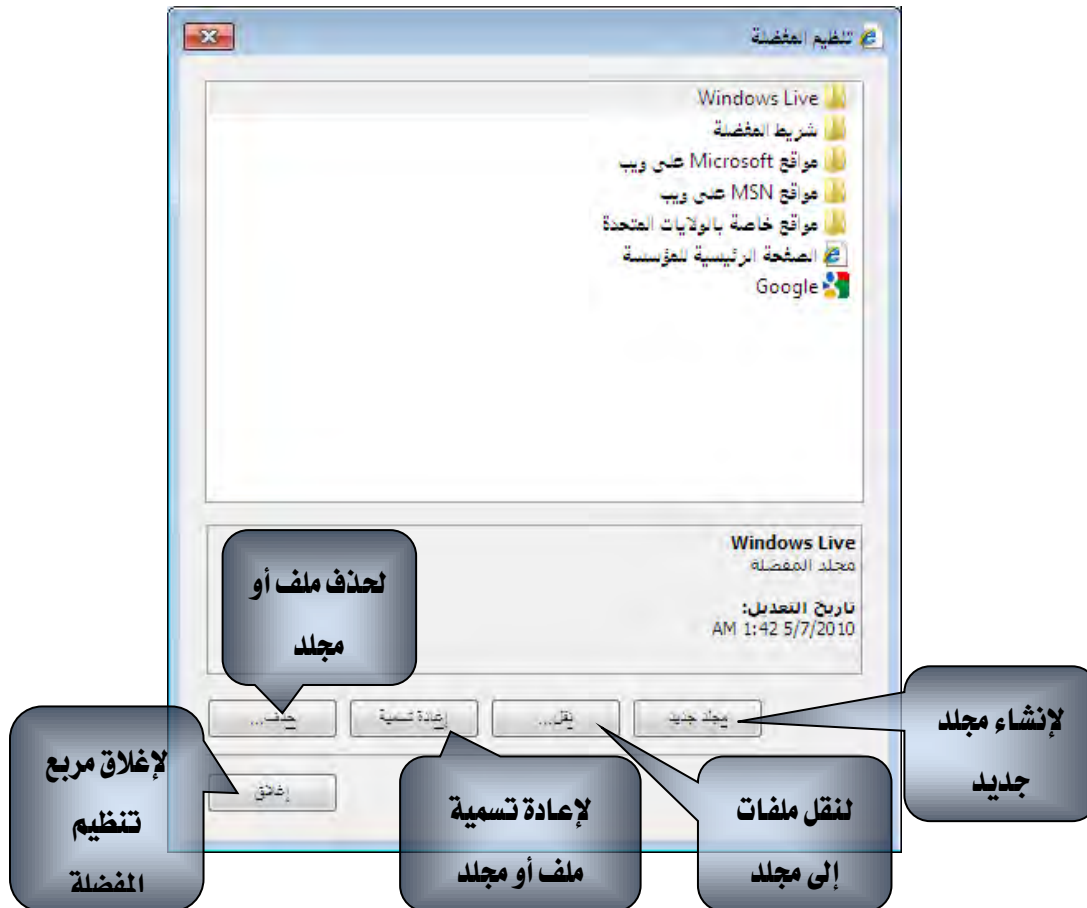 تنظيم المفضلة
Windows Live
شريط المفضلة
مواقع Microsoft على ويب
مواقع MSN على ويب
مواقع خاصة بالولايات المتحدة
الصفحة الرئيسية للمؤسسة
Google
Windows Live
مجلد المفضلة
تاريخ التعديل:
AM 1:42 5/7/2010
لحذف ملف أو
مجلد
مجلد جديد
نقل...
إعادة تسمية
حذف...
إغلاق
لإنشاء مجلد
جديد
لنقل ملفات
إلى مجلد
لإعادة تسمية
ملف أو مجلد
لإغلاق مربع
تنظيم
المفضلة